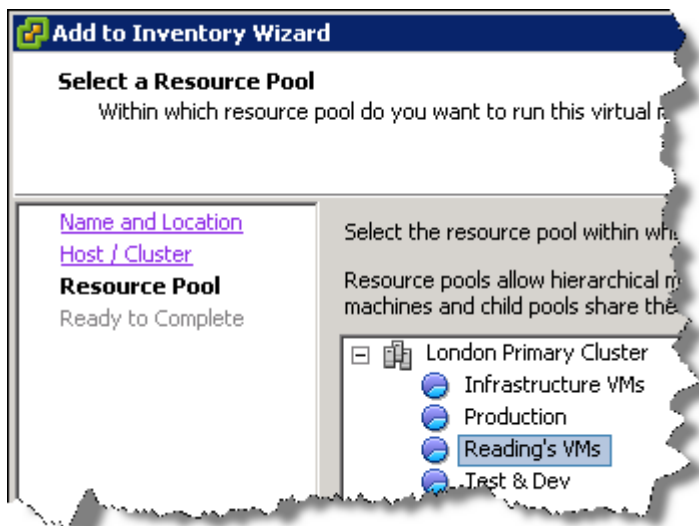 Add to Inventory Wizard
Select a Resource Pool
Within which resource pool do you want to run this virtual
Name and Location
Host / Cluster
Resource Pool
Ready to Complete
Select the resource pool within
Resource pools allow hierarchical
machines and child pools share the
London Primary Cluster
Infrastructure VMs
Production
Reading's VMs
Test & Dev